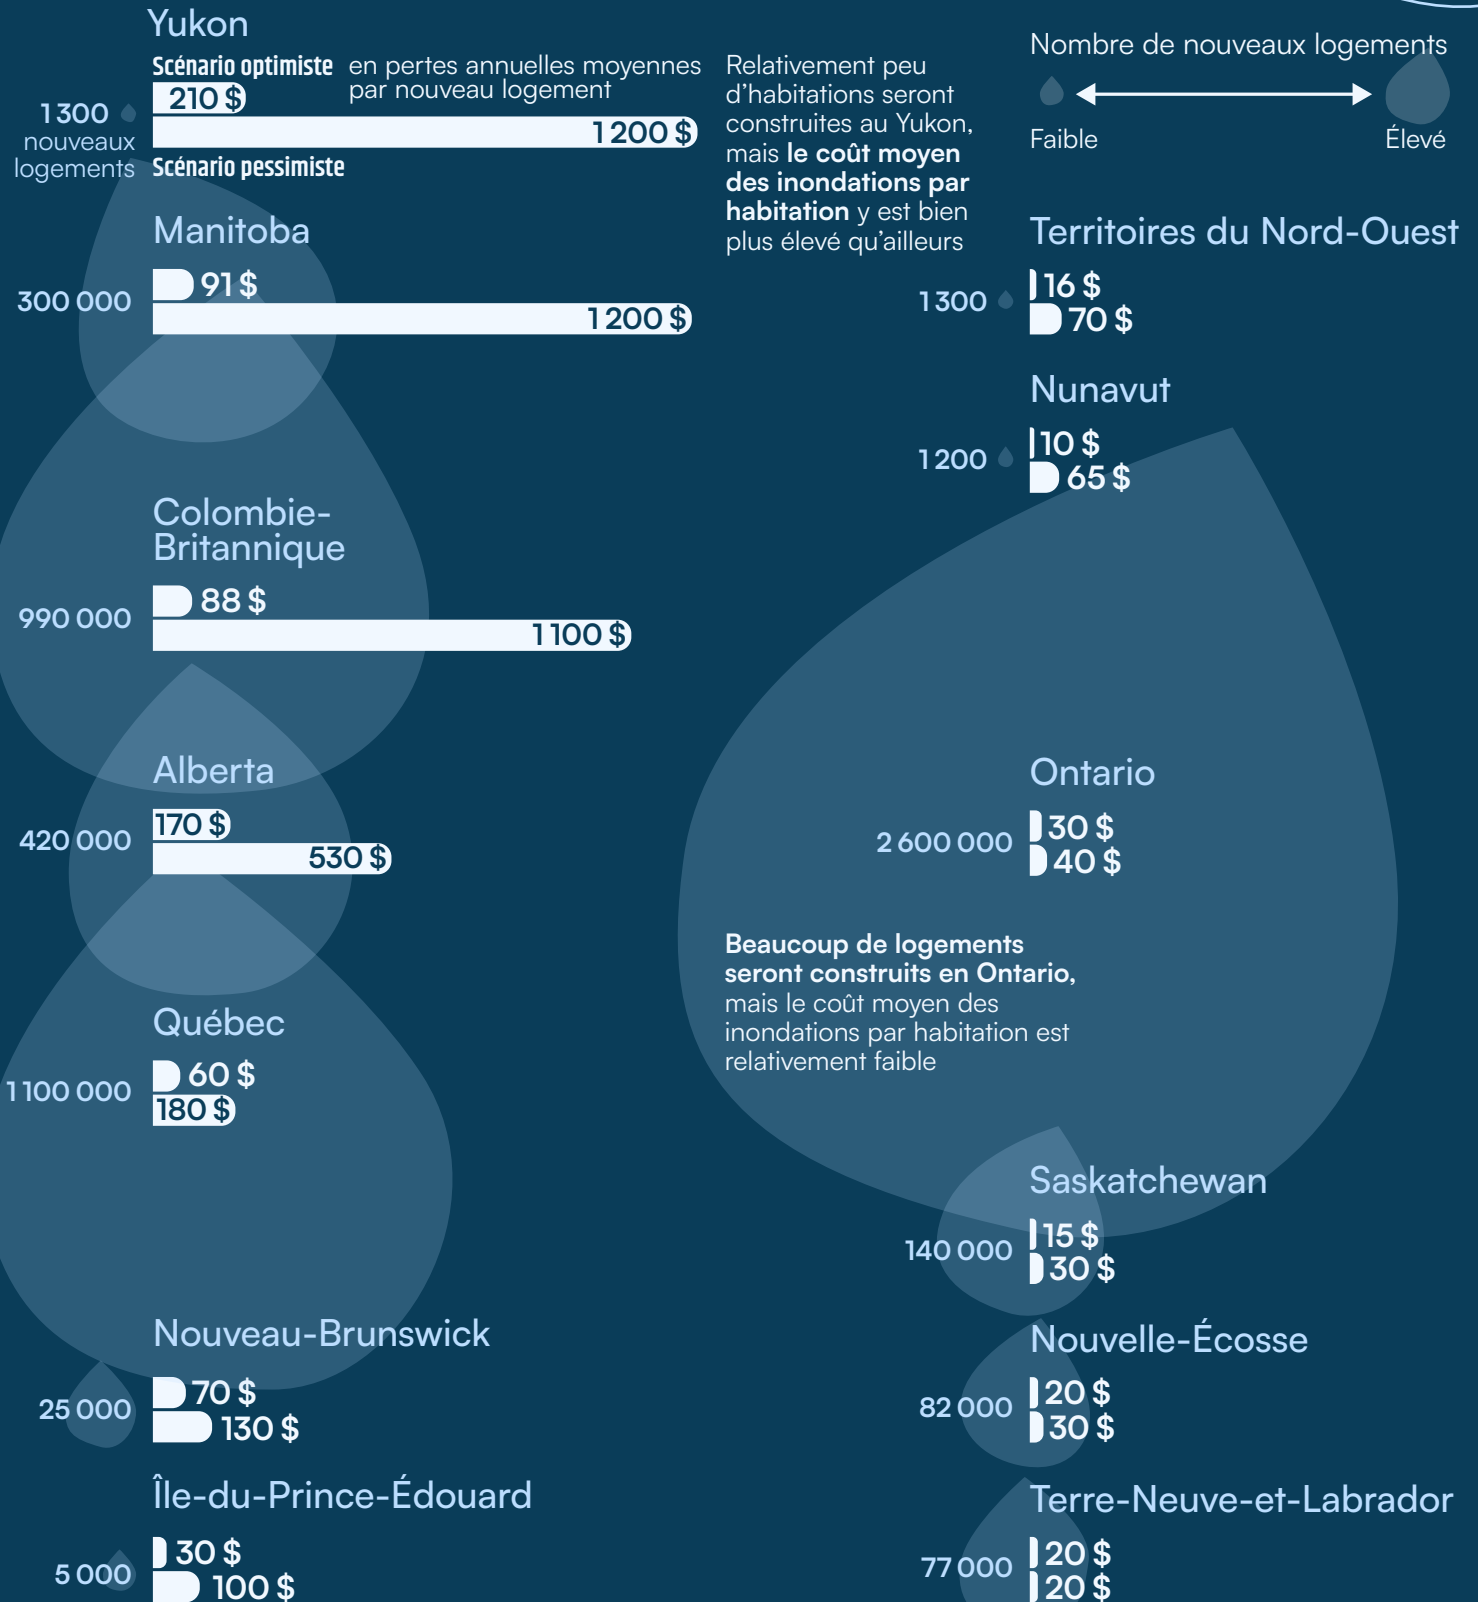 Yukon
Scénario optimiste en pertes annuelles moyennes
par nouveau logement
210 $
1 300
nouveaux
logements
1 200 $
Scénario pessimiste
Relativement peu
d’habitations seront
construites au Yukon,
mais le coût moyen
des inondations par
habitation y est bien
plus élevé qu’ailleurs
Nombre de nouveaux logements
Faible
Élevé
Manitoba
300 000
91 $
1 200 $
Territoires du Nord-Ouest
1 300
16 $
70 $
Nunavut
1 200
10 $
65 $
Colombie-
Britannique
990 000
88 $
1 100 $
Alberta
420 000
170 $
530 $
Ontario
2 600 000
30 $
40 $
Beaucoup de logements
seront construits en Ontario,
mais le coût moyen des
inondations par habitation est
relativement faible
Québec
1 100 000
60 $
180 $
Saskatchewan
140 000
15 $
30 $
Nouveau-Brunswick
25 000
70 $
130 $
Nouvelle-Écosse
82 000
20 $
30 $
Île-du-Prince-Édouard
5 000
30 $
100 $
Terre-Neuve-et-Labrador
77 000
20 $
20 $